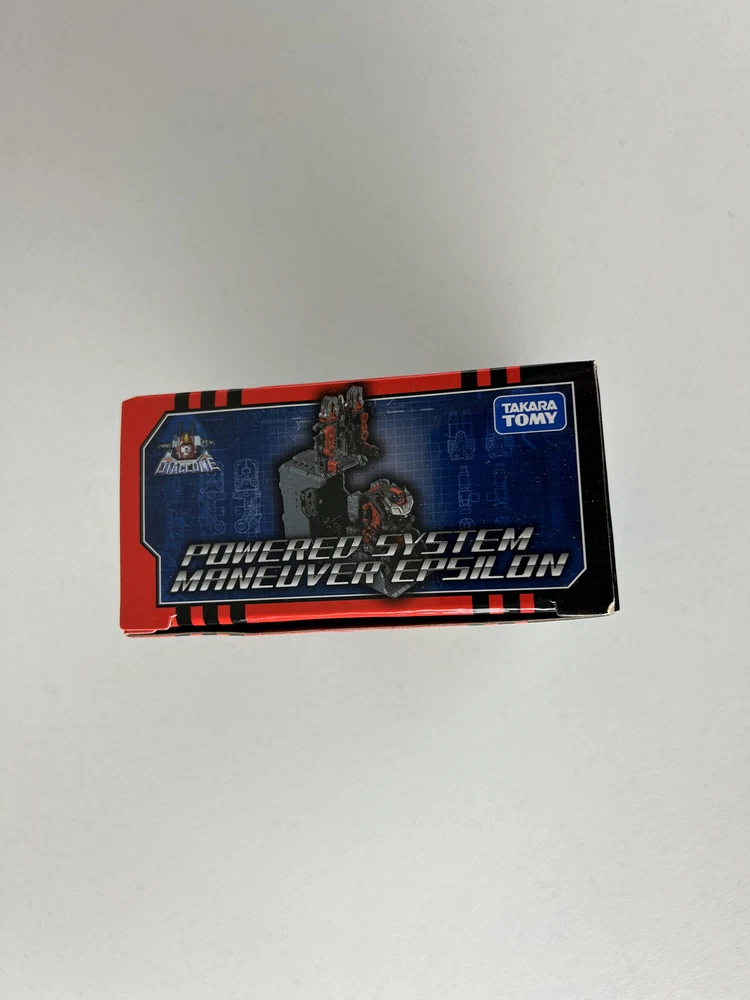 DIACLONE
TAKARA
TOMY
POWERED SYSTEM
MANEUVER EPSILON